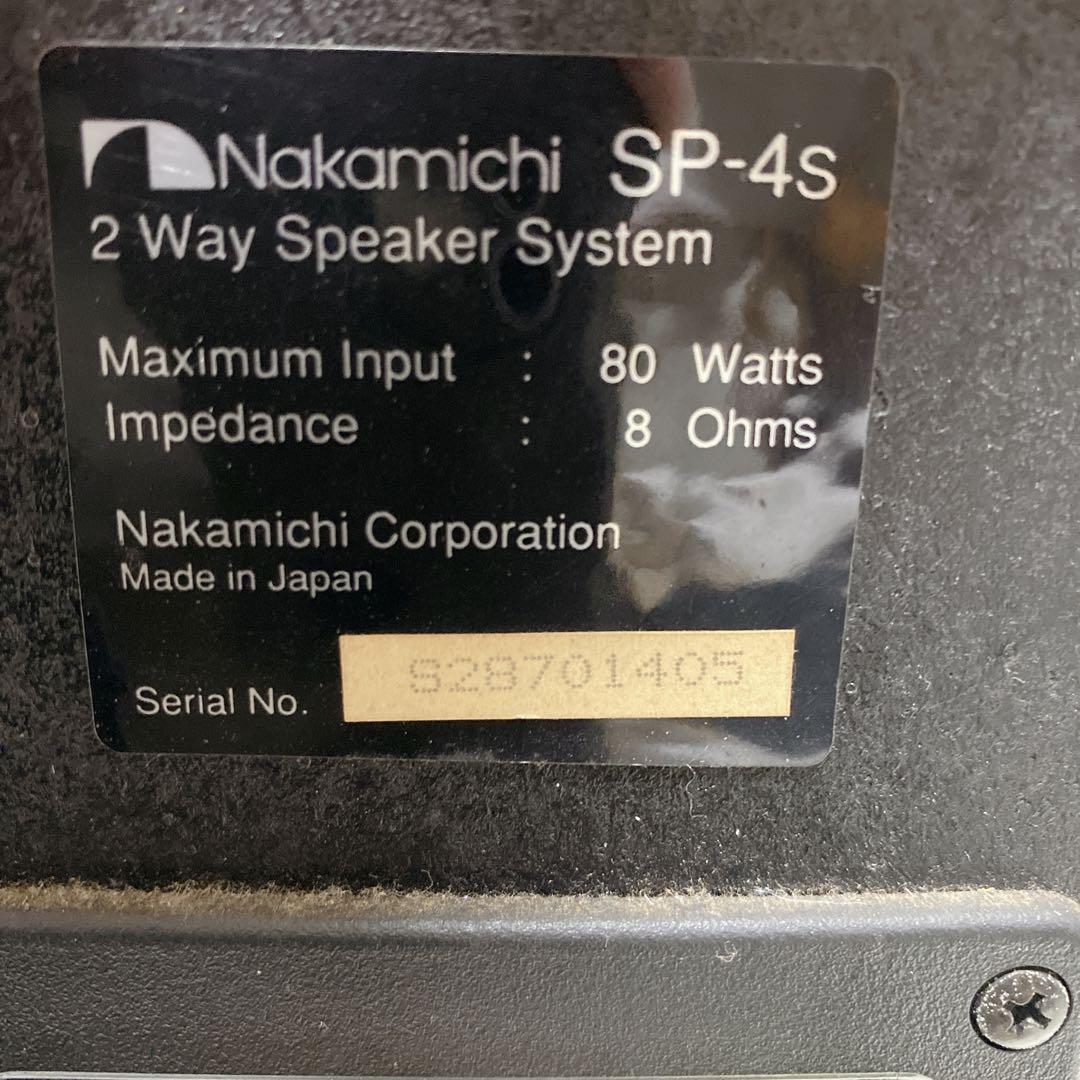 Nakamichi SP-4s
2 Way Speaker System
Maximum Input : 80 Watts
Impedance : 8 Ohms
Nakamichi Corporation
Made in Japan
Serial No. S28701405